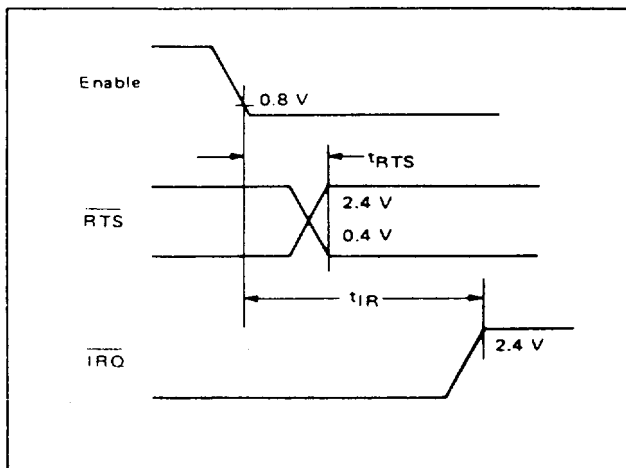 Enable
0.8 V
tRTS
RTS
2.4 V
0.4 V
tIR
IRQ
2.4 V